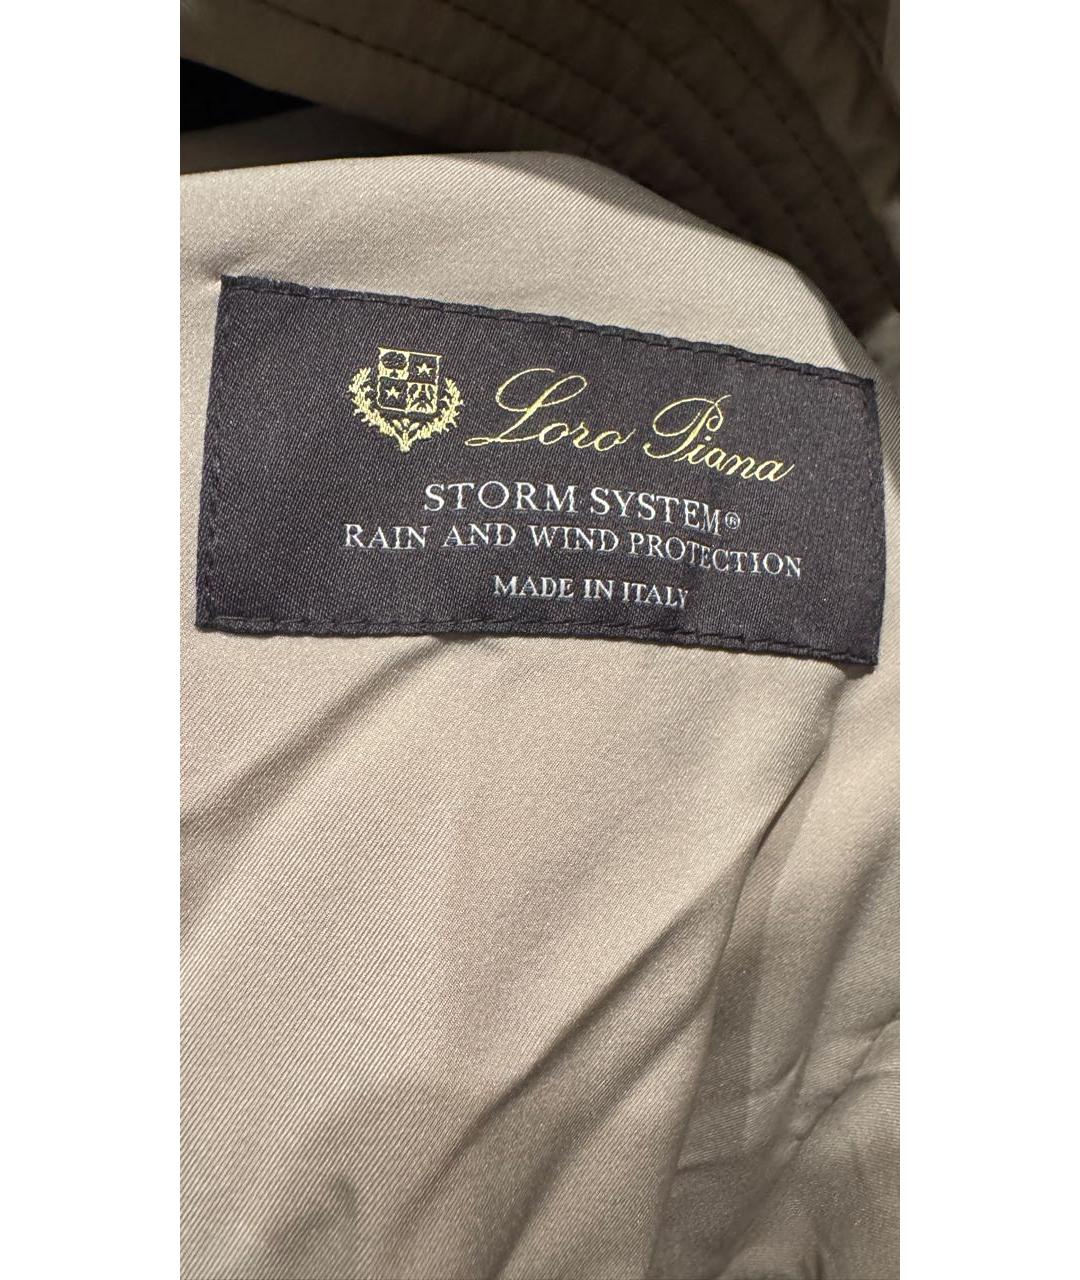 Loro Piana
STORM SYSTEM®
RAIN AND WIND PROTECTION
MADE IN ITALY